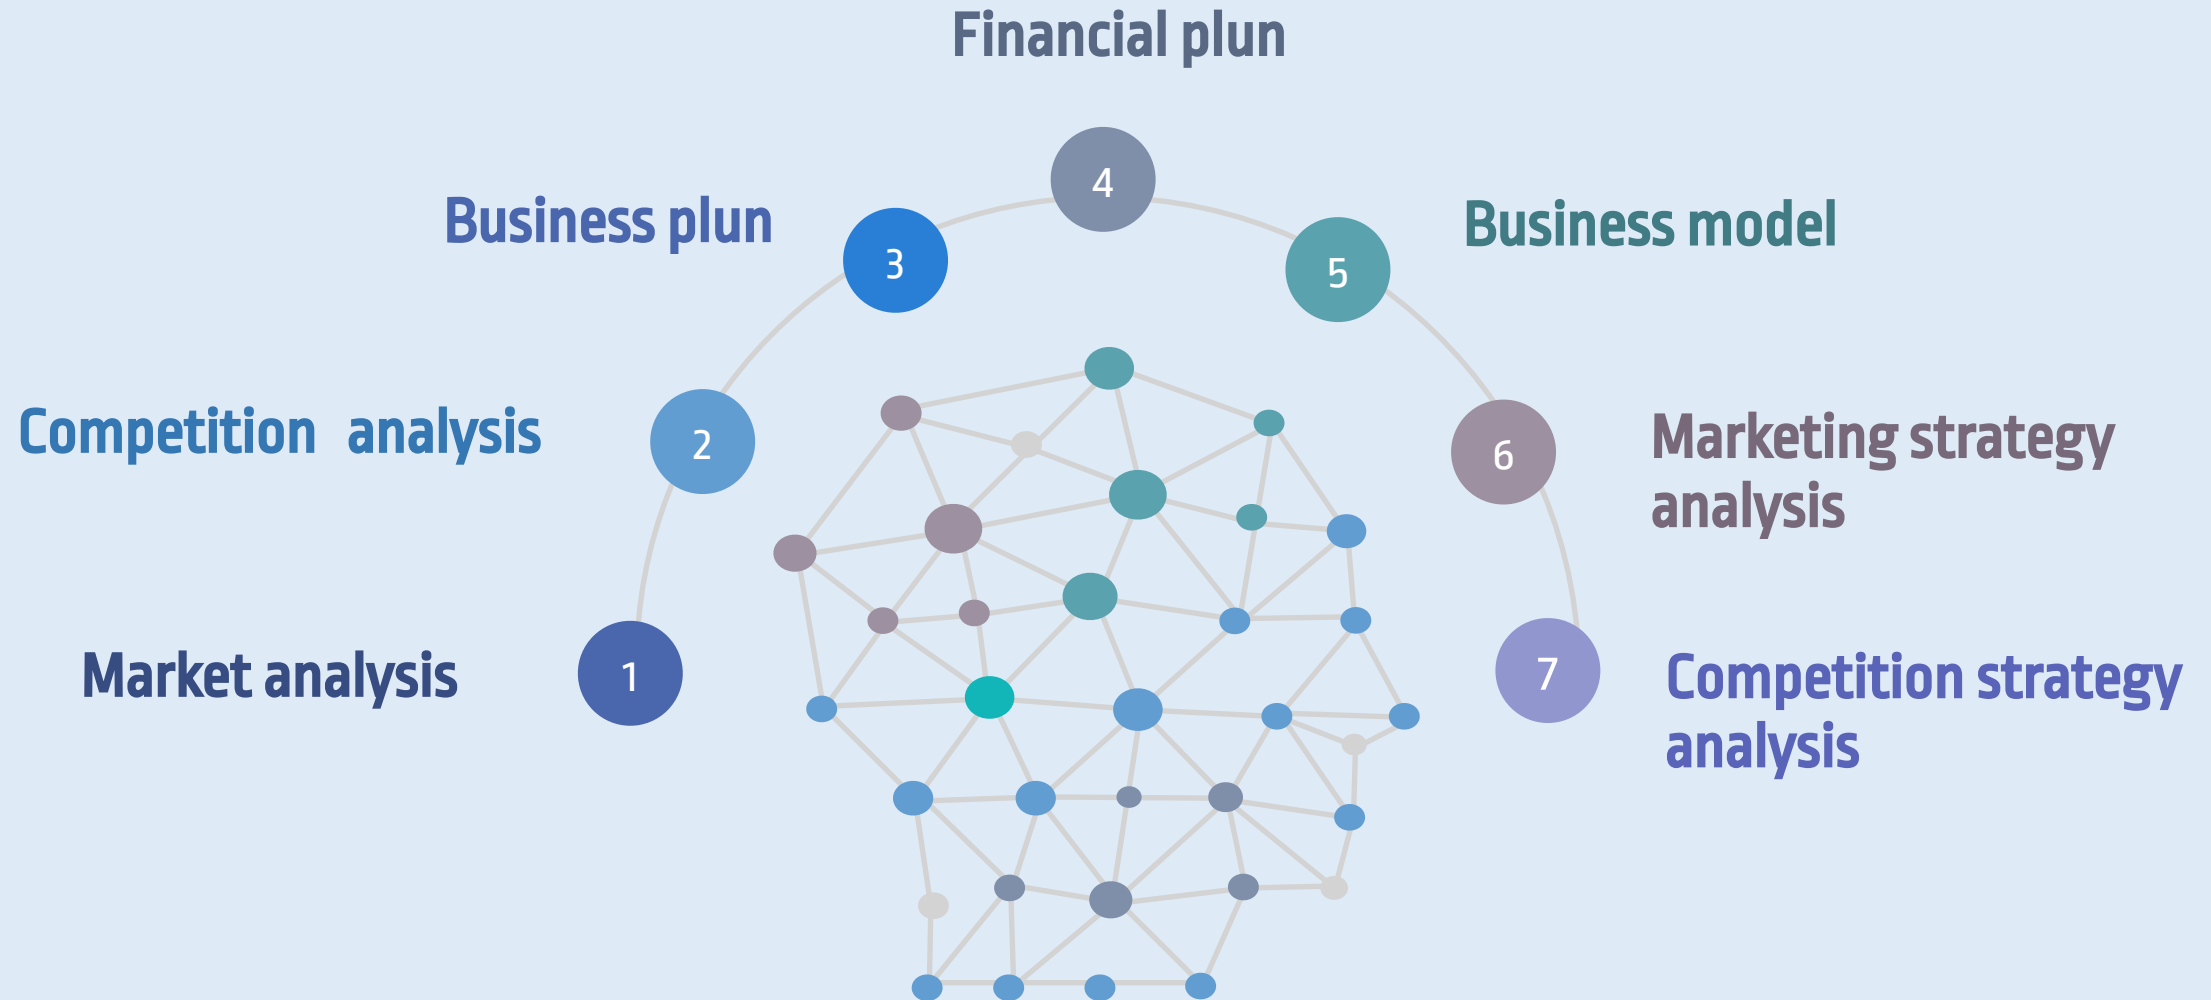 Financial plun
4
Business plun
3
5
Business model
Competition analysis
2
6
Marketing strategy
analysis
Market analysis
1
7
Competition strategy
analysis